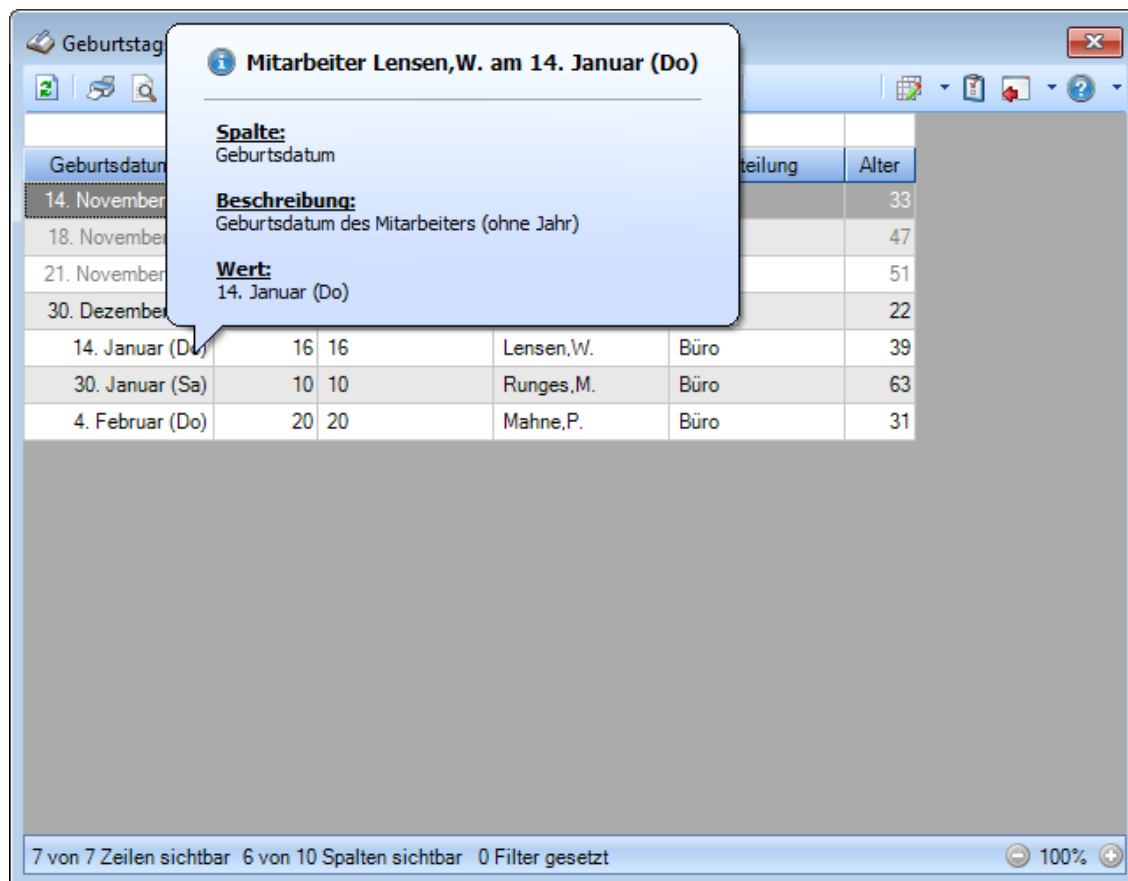 Geburtstag
Mitarbeiter Lensen,W. am 14. Januar (Do)
Spalte:
Geburtsdatum
Beschreibung:
Geburtsdatum des Mitarbeiters (ohne Jahr)
Wert:
14. Januar (Do)
Geburtsdatum teilung Alter
14. November 33
18. November 47
21. November 51
30. Dezember 22
14. Januar (Do) 16 16 Lensen,W. Büro 39
30. Januar (Sa) 10 10 Runges,M. Büro 63
4. Februar (Do) 20 20 Mahne,P. Büro 31
7 von 7 Zeilen sichtbar 6 von 10 Spalten sichtbar 0 Filter gesetzt 100%